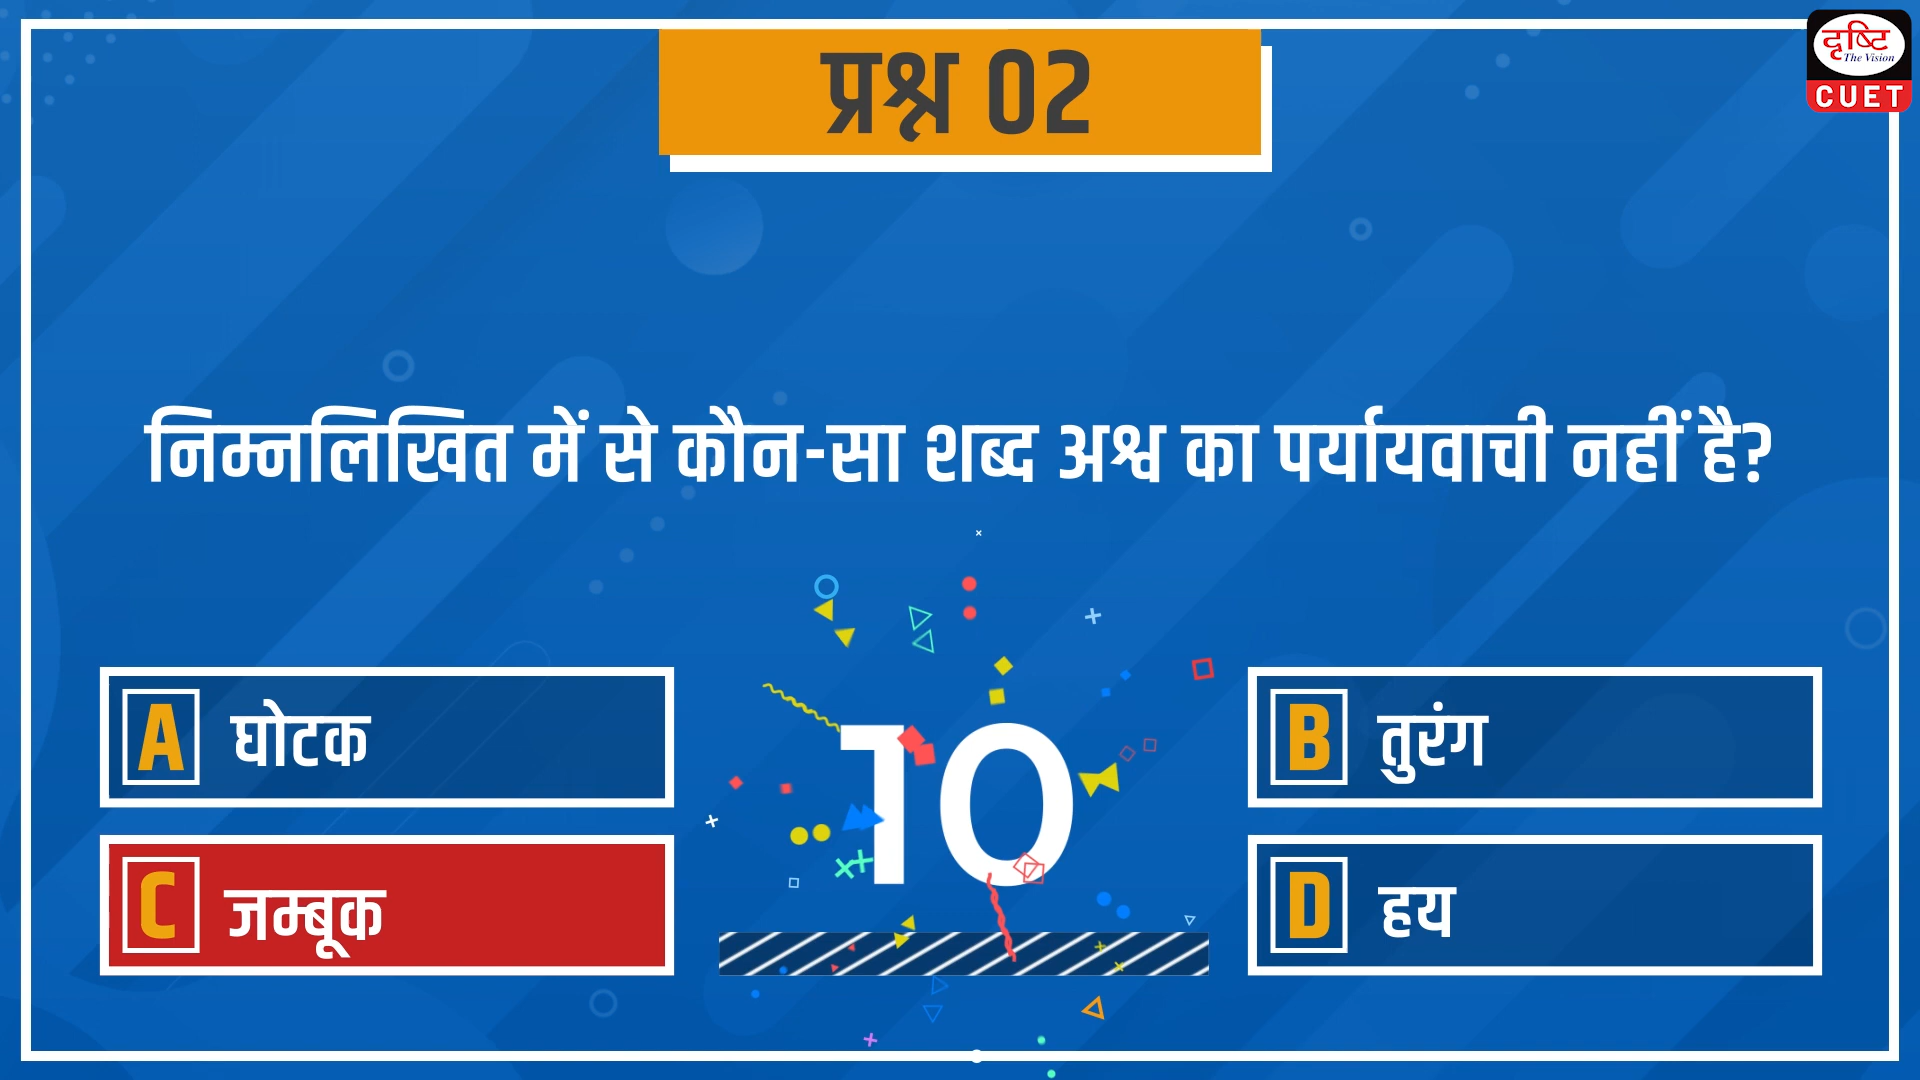 दृष्टि
The Vision
CUET
प्रश्न 02
निम्नलिखित में से कौन-सा शब्द अश्व का पर्यायवाची नहीं है?
A घोटक
B तुरंग
10
C जम्बूक
D हय